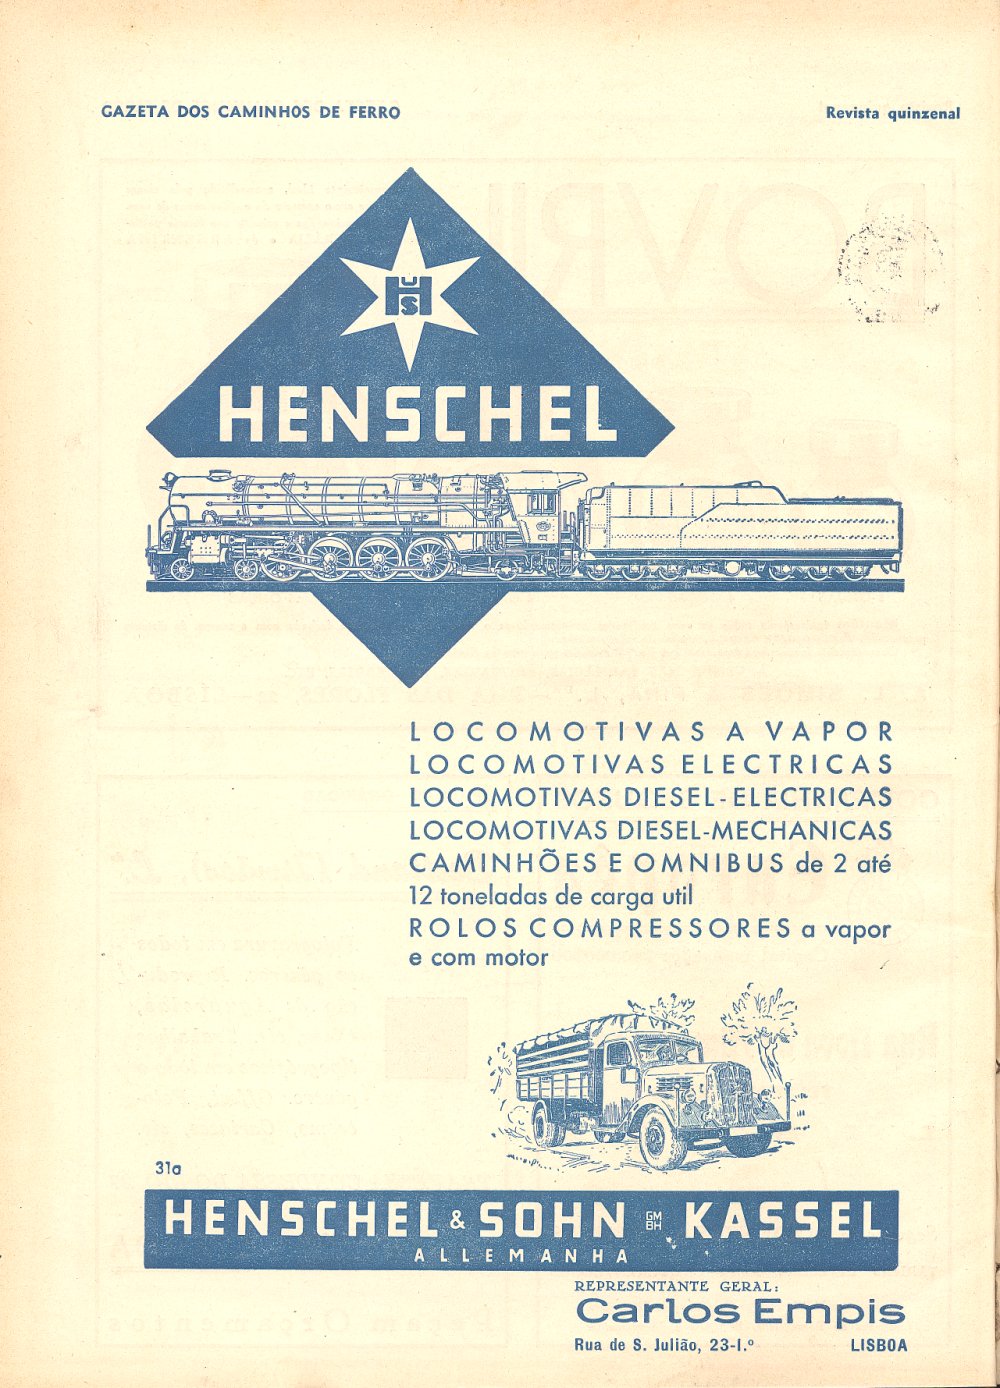 GAZETA DOS CAMINHOS DE FERRO
Revista quinzenal
HUS
HENSCHEL
LOCOMOTIVAS A VAPOR
LOCOMOTIVAS ELECTRICAS
LOCOMOTIVAS DIESEL-ELECTRICAS
LOCOMOTIVAS DIESEL-MECHANICAS
CAMINHÕES E OMNIBUS de 2 até
12 toneladas de carga util
ROLOS COMPRESSORES a vapor
e com motor
31a
HENSCHEL & SOHN GMBH KASSEL
ALLEMANHA
REPRESENTANTE GERAL:
Carlos Empis
Rua de S. Julião, 23-1.º LISBOA